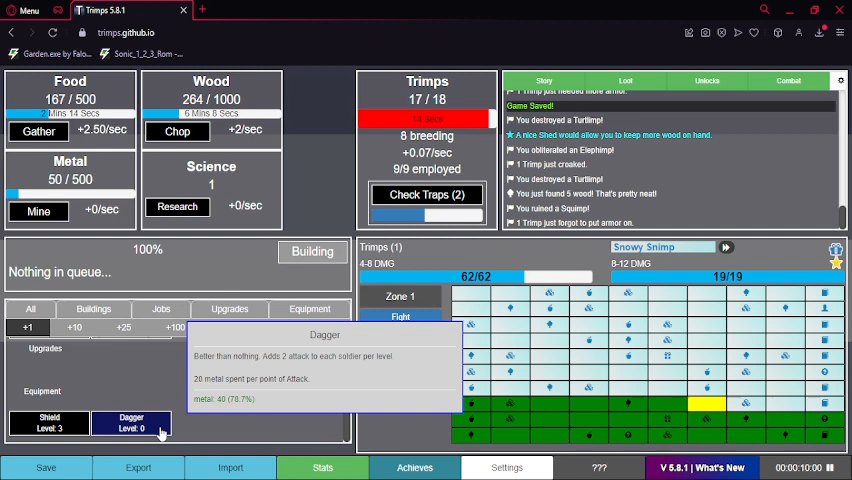 Menu
Trimps 5.8.1
trimps.github.io
Garden.exe by Falo...
Sonic_1_2_3_Rom -...
Food
167 / 500
2 Mins 14 Secs
Gather
+2.50/sec
Wood
264 / 1000
6 Mins 8 Secs
Chop
+2/sec
Metal
50 / 500
Mine
+0/sec
Science
1
Research
+0/sec
Trimps
17 / 18
14 Secs
8 breeding
+0.07/sec
9/9 employed
Check Traps (2)
Story
Loot
Unlocks
Combat
1 Trimp just needed more armor.
Game Saved!
You destroyed a Turtlimp!
A nice Shed would allow you to keep more wood on hand.
You obliterated an Elephimp!
1 Trimp just croaked.
You destroyed a Turtlimp!
You just found 5 wood! That's pretty neat!
You ruined a Squimp!
1 Trimp just forgot to put armor on.
100%
Building
Nothing in queue...
Trimps (1)
4-8 DMG
62/62
Snowy Snimp
8-12 DMG
19/19
Zone 1
Fight
All
Buildings
Jobs
Upgrades
Equipment
+1
+10
+25
+100
Upgrades
Equipment
Shield
Level: 3
Dagger
Level: 0
Dagger
Better than nothing. Adds 2 attack to each soldier per level.
20 metal spent per point of Attack.
metal: 40 (78.7%)
Save
Export
Import
Stats
Achieves
Settings
???
V 5.8.1 | What's New
00:00:10:00